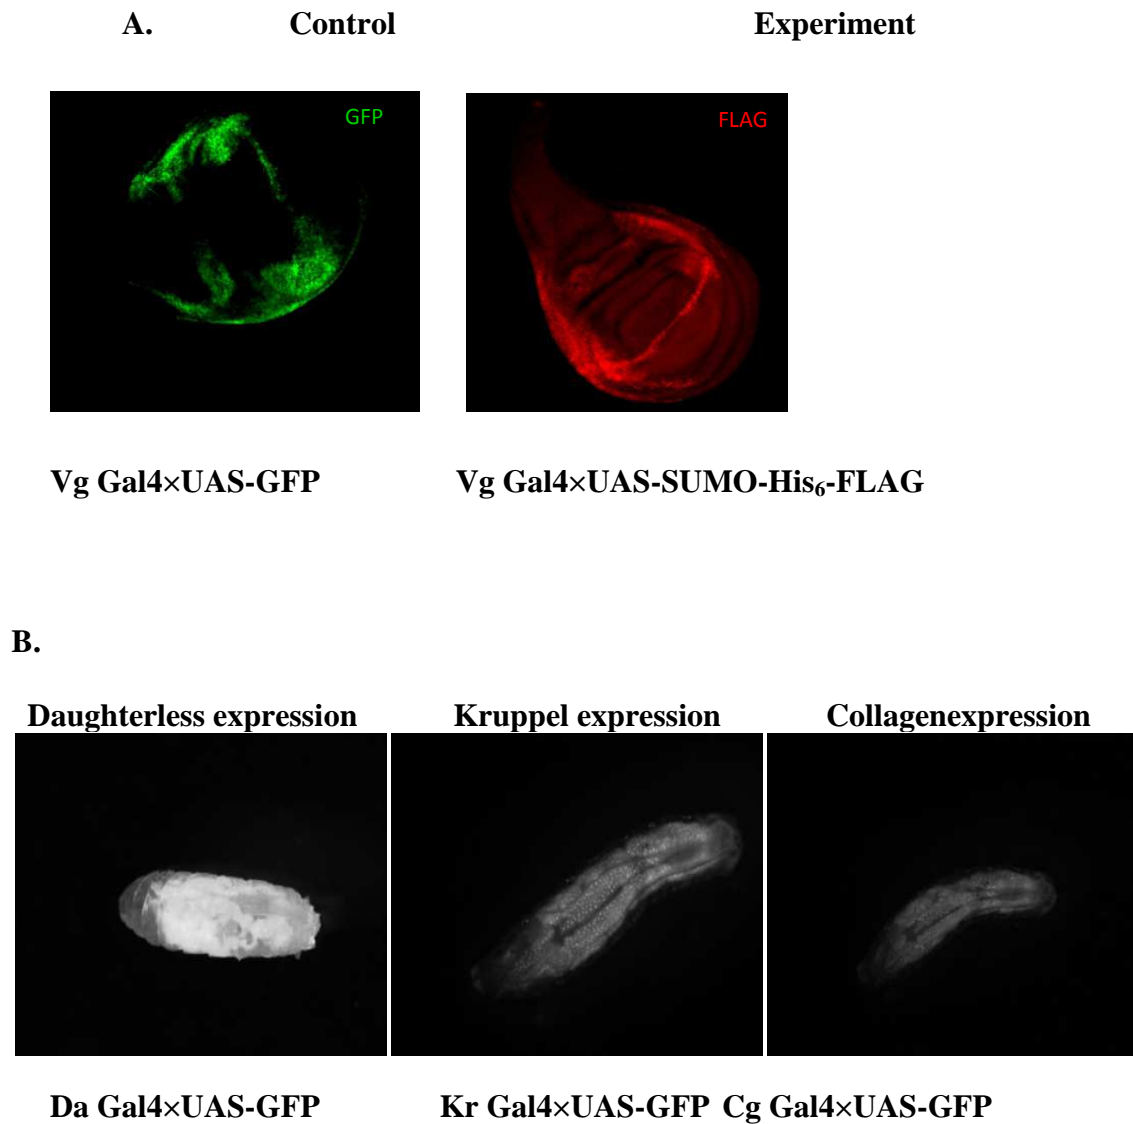 A. Control Experiment
GFP FLAG
Vg Gal4×UAS-GFP Vg Gal4×UAS-SUMO-His₆-FLAG
B.
Daughterless expression Kruppel expression Collagenexpression
Da Gal4×UAS-GFP Kr Gal4×UAS-GFP Cg Gal4×UAS-GFP